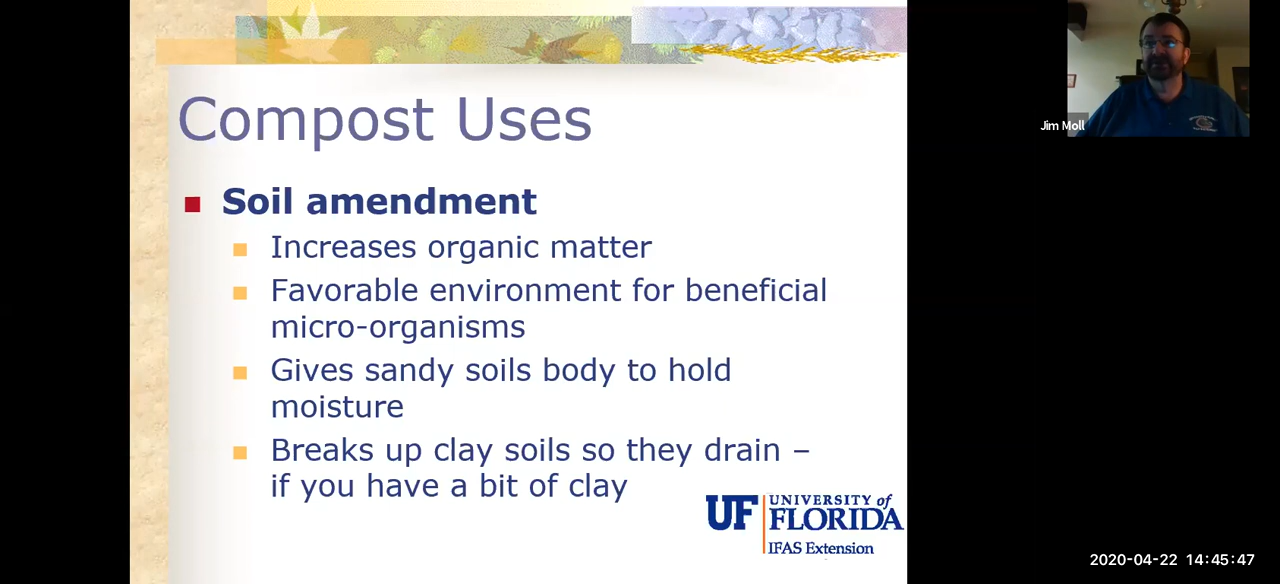 Compost Uses
Soil amendment
Increases organic matter
Favorable environment for beneficial
micro-organisms
Gives sandy soils body to hold
moisture
Breaks up clay soils so they drain –
if you have a bit of clay
UF UNIVERSITY of
FLORIDA
IFAS Extension
Jim Moll
2020-04-22 14:45:47